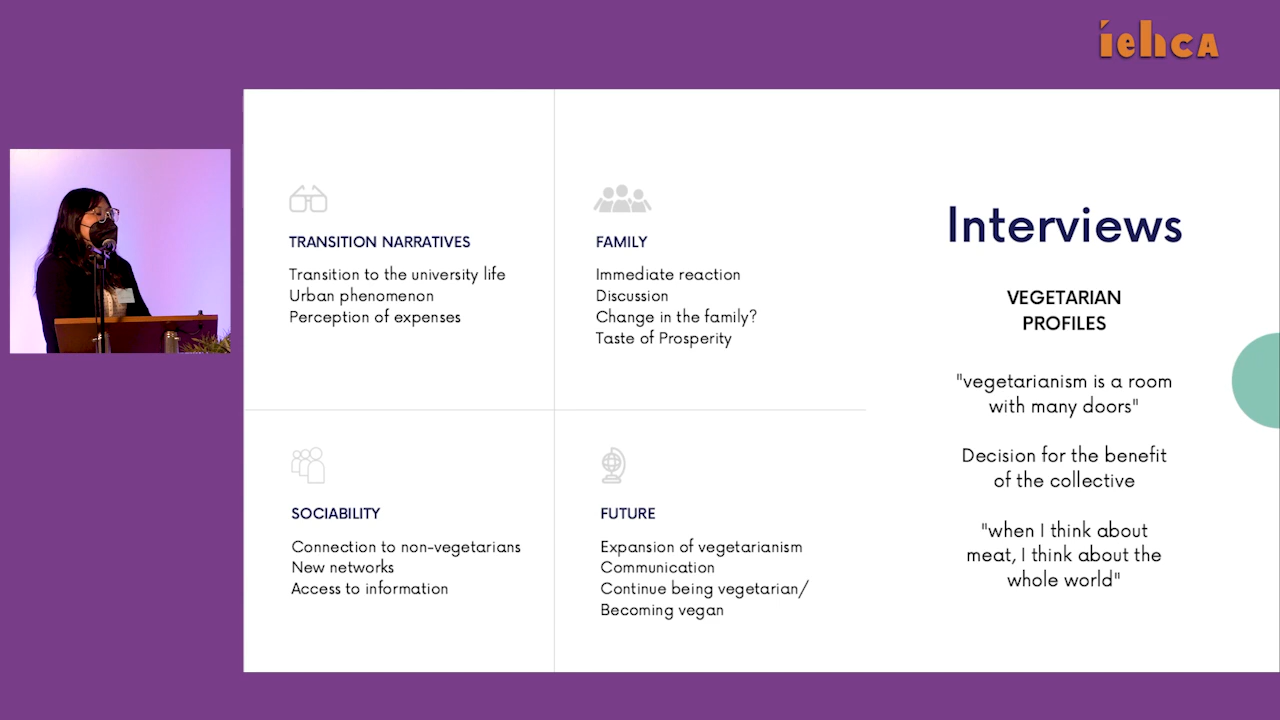 iehcA
TRANSITION NARRATIVES
Transition to the university life
Urban phenomenon
Perception of expenses
FAMILY
Immediate reaction
Discussion
Change in the family?
Taste of Prosperity
SOCIABILITY
Connection to non-vegetarians
New networks
Access to information
FUTURE
Expansion of vegetarianism
Communication
Continue being vegetarian/
Becoming vegan
Interviews
VEGETARIAN
PROFILES
"vegetarianism is a room
with many doors"
Decision for the benefit
of the collective
"when I think about
meat, I think about the
whole world"